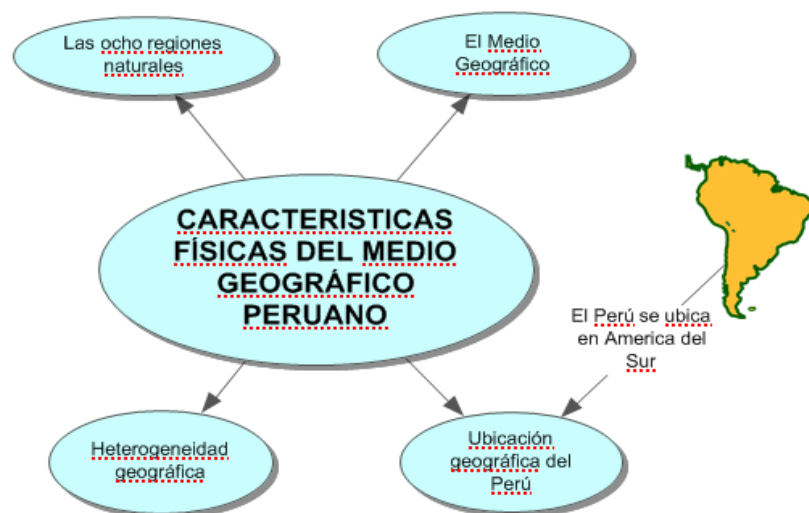 Las ocho regiones
naturales
El Medio
Geográfico
CARACTERISTICAS
FÍSICAS DEL MEDIO
GEOGRÁFICO
PERUANO
El Perú se ubica
en America del
Sur
Heterogeneidad
geográfica
Ubicación
geográfica del
Perú